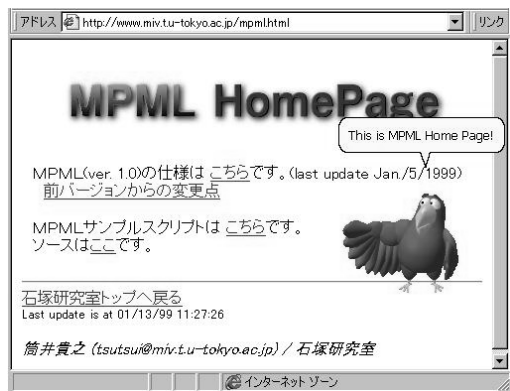 アドレス http://www.miv.t.u-tokyo.ac.jp/mpml.html リンク
MPML HomePage
This is MPML Home Page!
MPML(ver. 1.0)の仕様は こちらです。(last update Jan./5/1999)
前バージョンからの変更点
MPMLサンプルスクリプトは こちらです。
ソースはここです。
石塚研究室トップへ戻る
Last update is at 01/13/99 11:27:26
筒井貴之 (tsutsui@miv.t.u-tokyo.ac.jp) / 石塚研究室
インターネット ゾーン